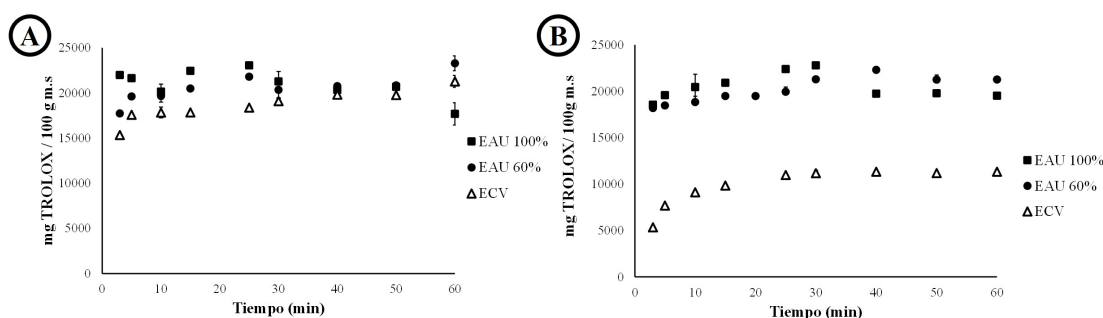 A
25000
20000
15000
10000
5000
0
mg TROLOX / 100 g m.s
0 10 20 30 40 50 60
Tiempo (min)
EAU 100%
EAU 60%
ECV
B
25000
20000
15000
10000
5000
0
mg TROLOX/ 100g m.s
0 10 20 30 40 50 60
Tiempo (min)
EAU 100%
EAU 60%
ECV